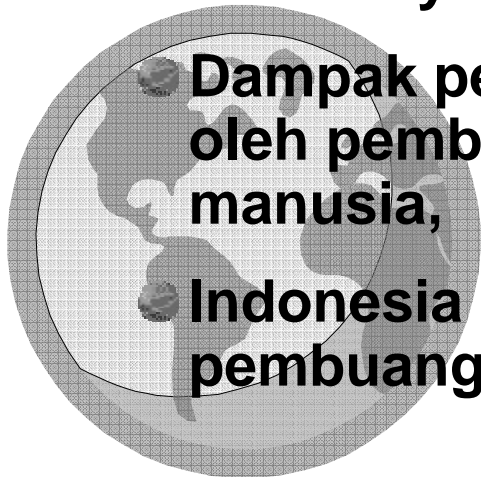 Dampak pe
oleh pemb
manusia,
Indonesia
pembuang